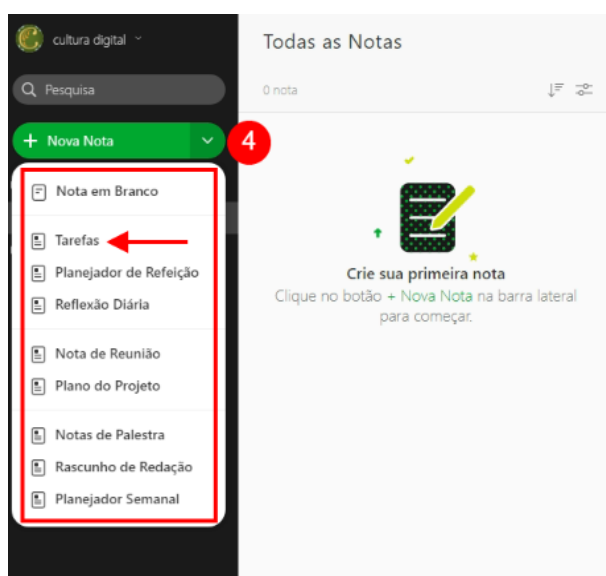 cultura digital
Pesquisa
+ Nova Nota
4
Nota em Branco
Tarefas
Planejador de Refeição
Reflexão Diária
Nota de Reunião
Plano do Projeto
Notas de Palestra
Rascunho de Redação
Planejador Semanal
Todas as Notas
0 nota
Crie sua primeira nota
Clique no botão + Nova Nota na barra lateral
para começar.